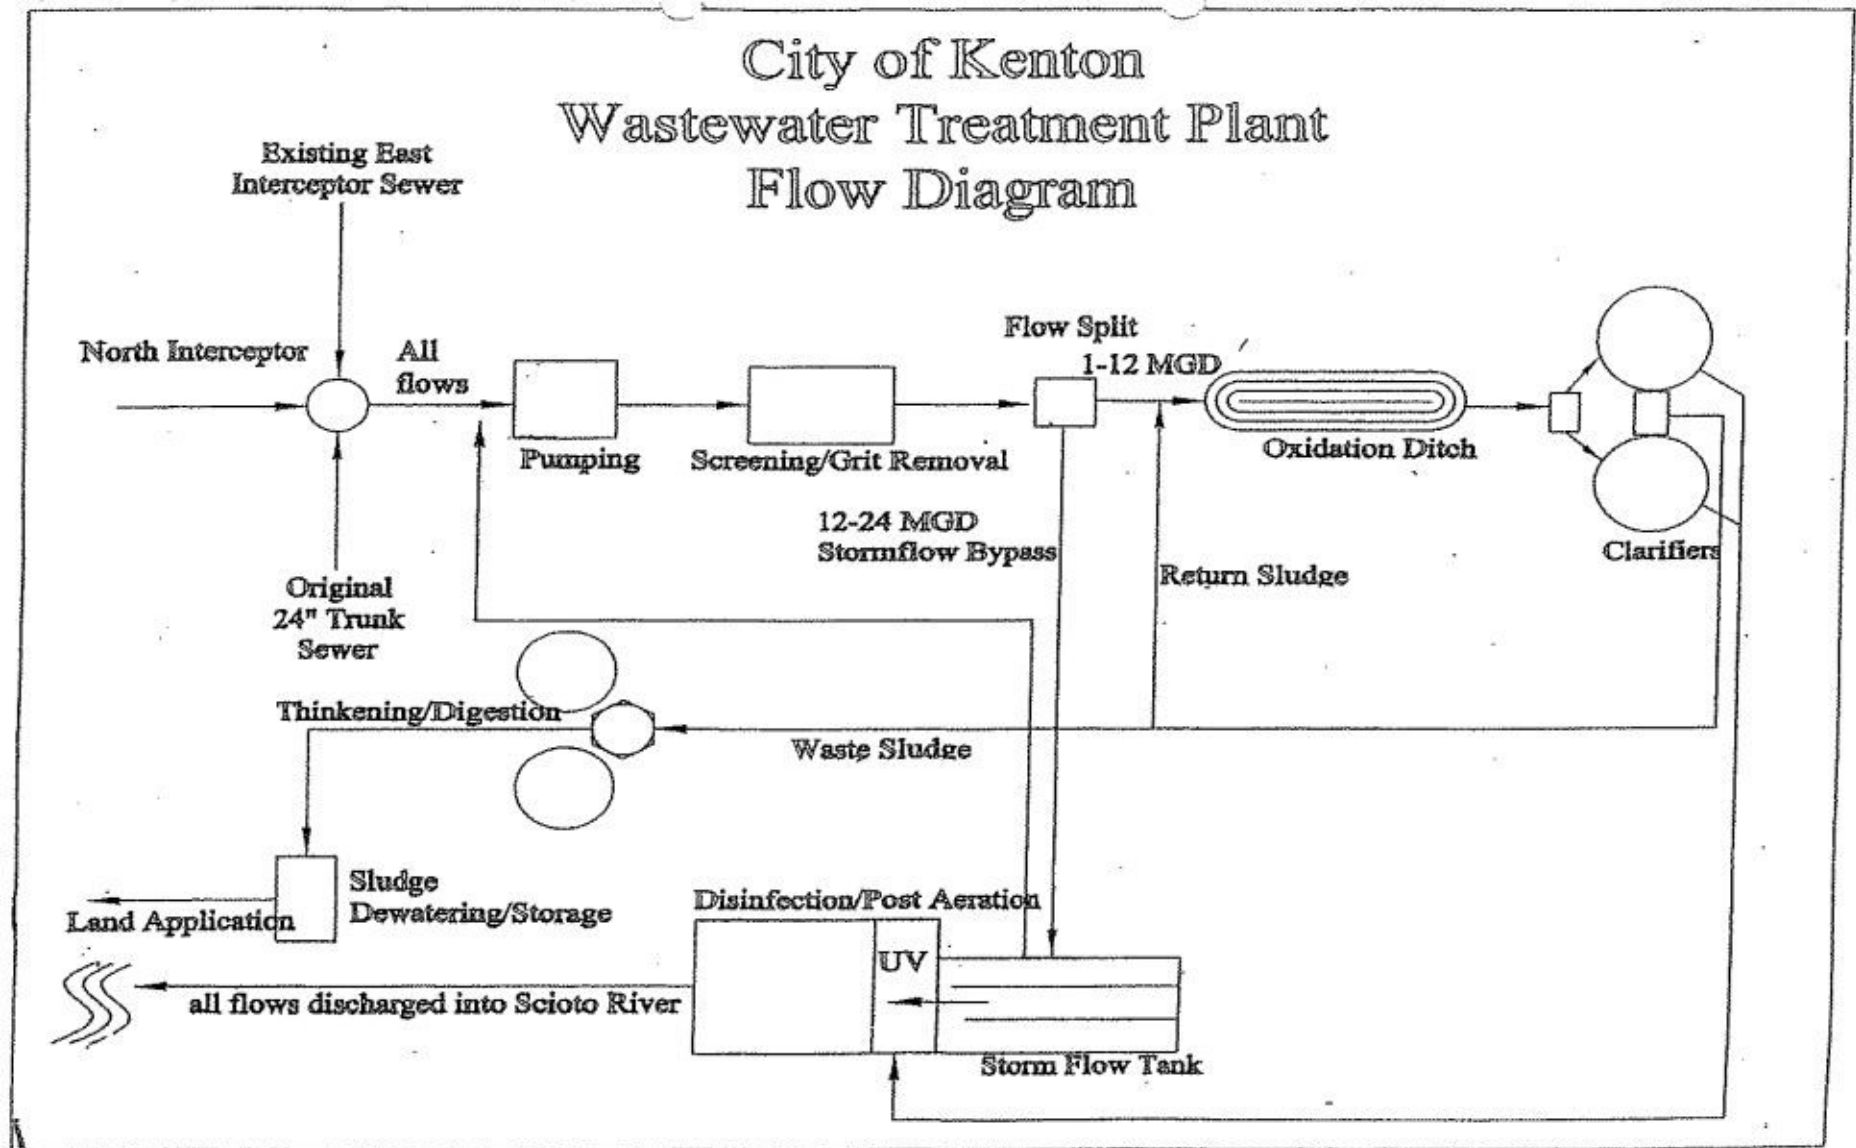 City of Kenton
Wastewater Treatment Plant
Flow Diagram
Existing East
Interceptor Sewer
North Interceptor
All
flows
Flow Split
1-12 MGD
Pumping
Screening/Grit Removal
Oxidation Ditch
12-24 MGD
Stormflow Bypass
Clarifiers
Return Sludge
Original
24" Trunk
Sewer
Thinkening/Digestion
Waste Sludge
Sludge
Dewatering/Storage
Land Application
Disinfection/Post Aeration
UV
all flows discharged into Scioto River
Storm Flow Tank